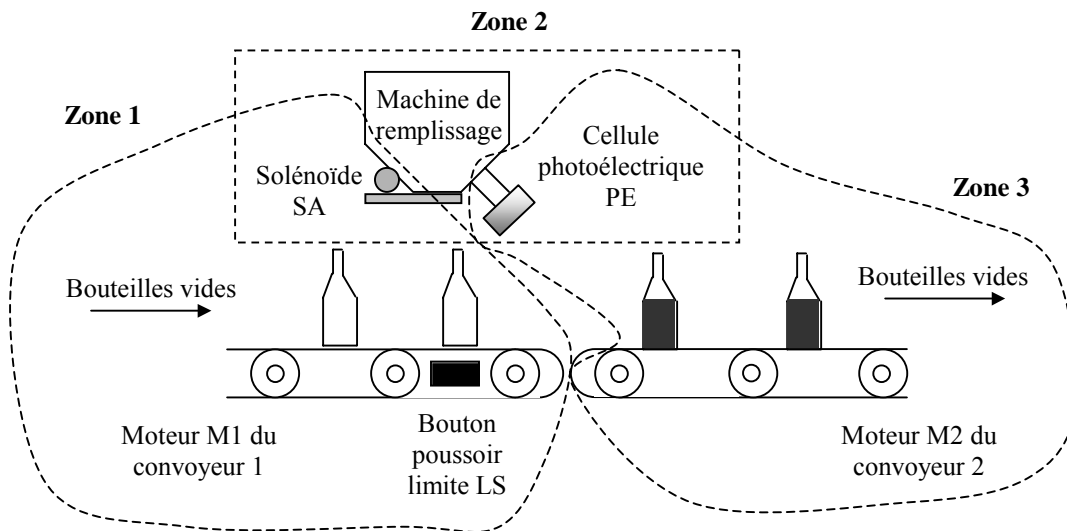 Zone 2
Zone 1
Machine de
remplissage
Cellule
photoélectrique
PE
Solénoïde
SA
Zone 3
Bouteilles vides
Bouteilles vides
Moteur M1 du
convoyeur 1
Bouton
poussoir
limite LS
Moteur M2 du
convoyeur 2